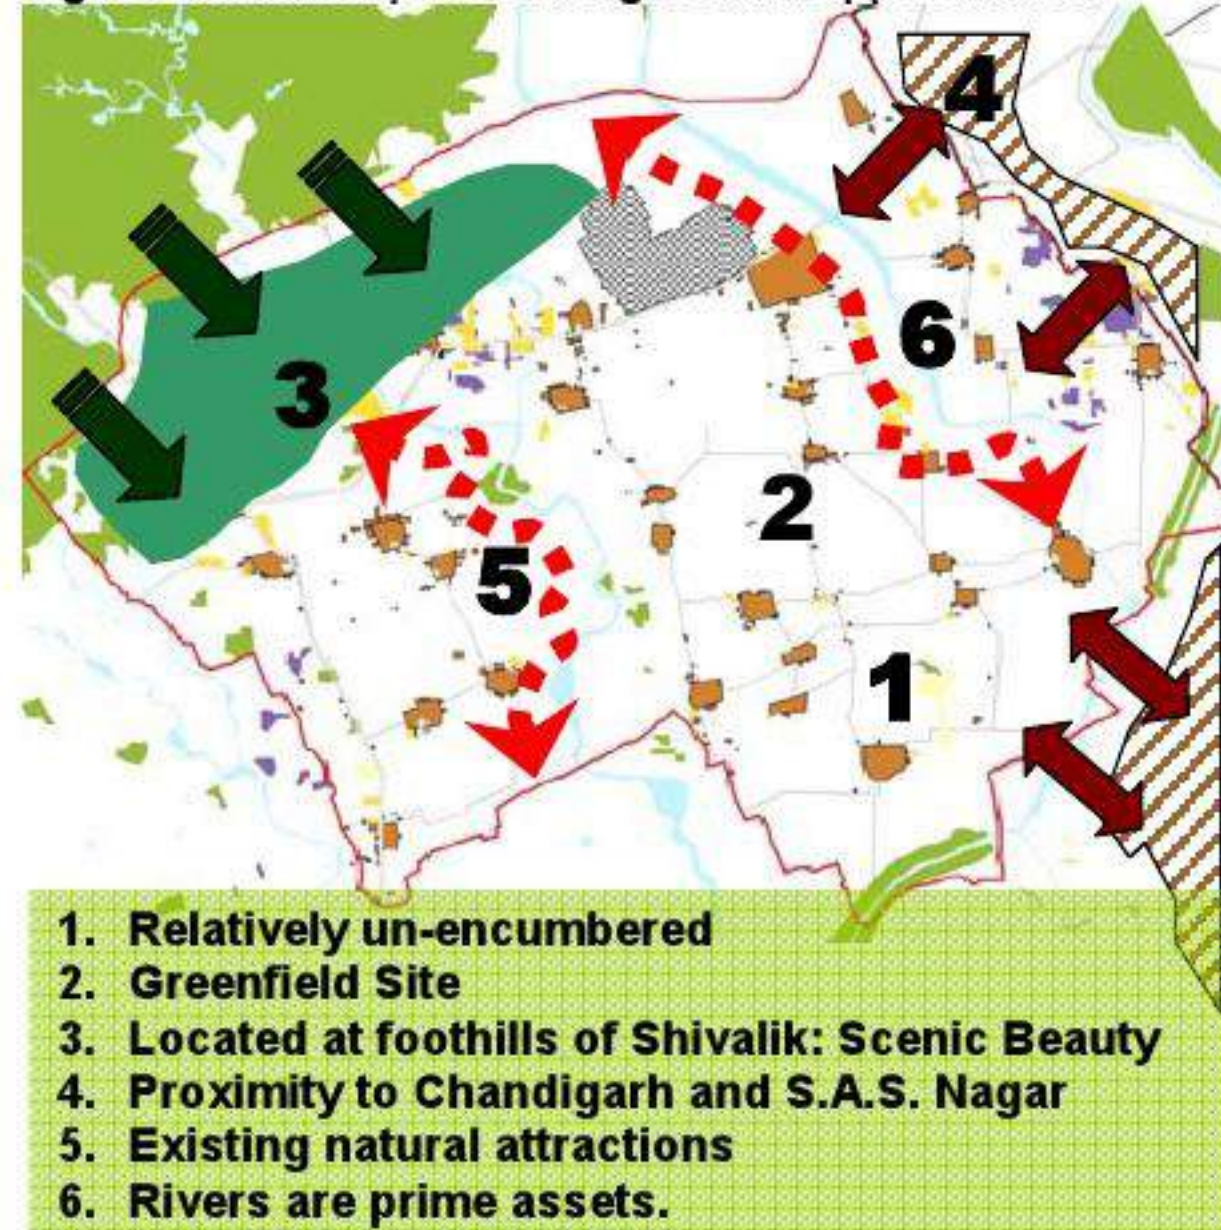 4
6
3
2
5
1
1. Relatively un-encumbered
2. Greenfield Site
3. Located at foothills of Shivalik: Scenic Beauty
4. Proximity to Chandigarh and S.A.S. Nagar
5. Existing natural attractions
6. Rivers are prime assets.